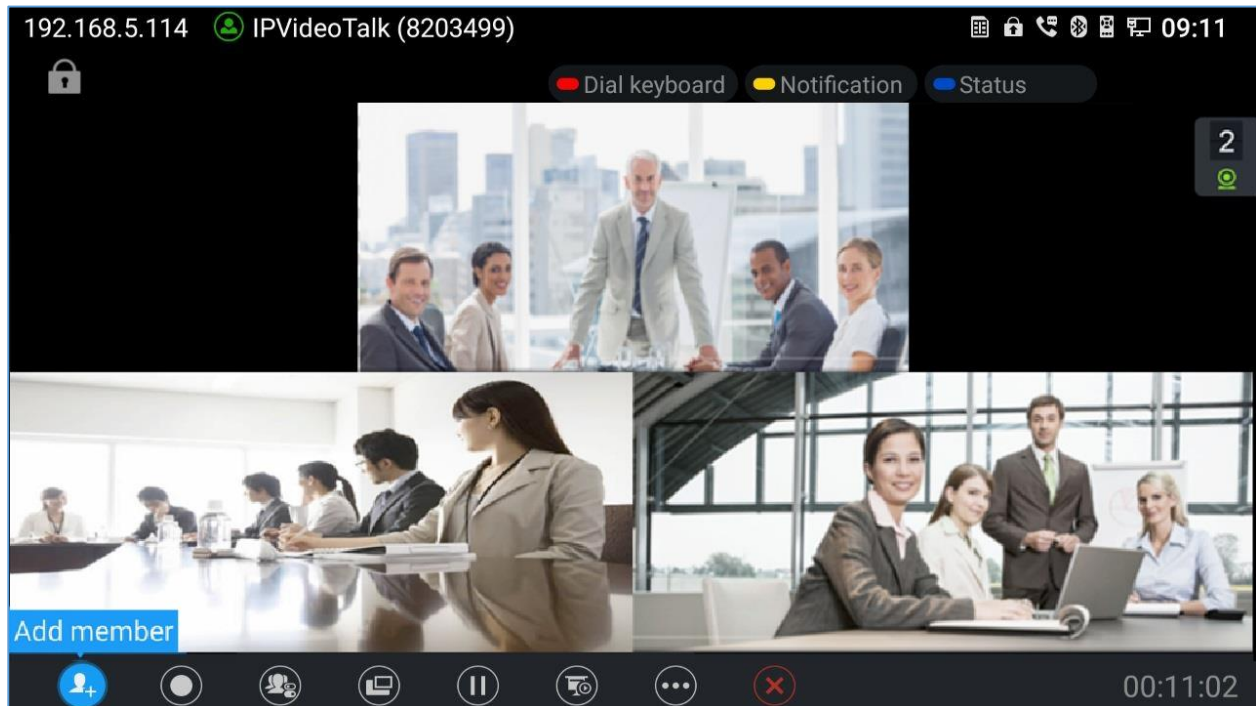 192.168.5.114 IPVideoTalk (8203499) 09:11
Dial keyboard Notification Status
2
Add member
00:11:02